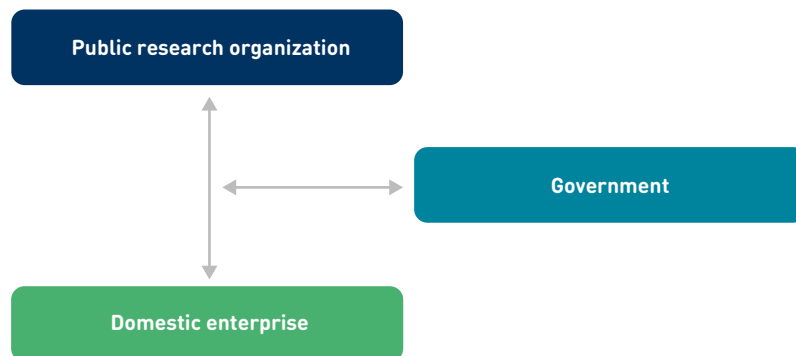 Public research organization
Government
Domestic enterprise